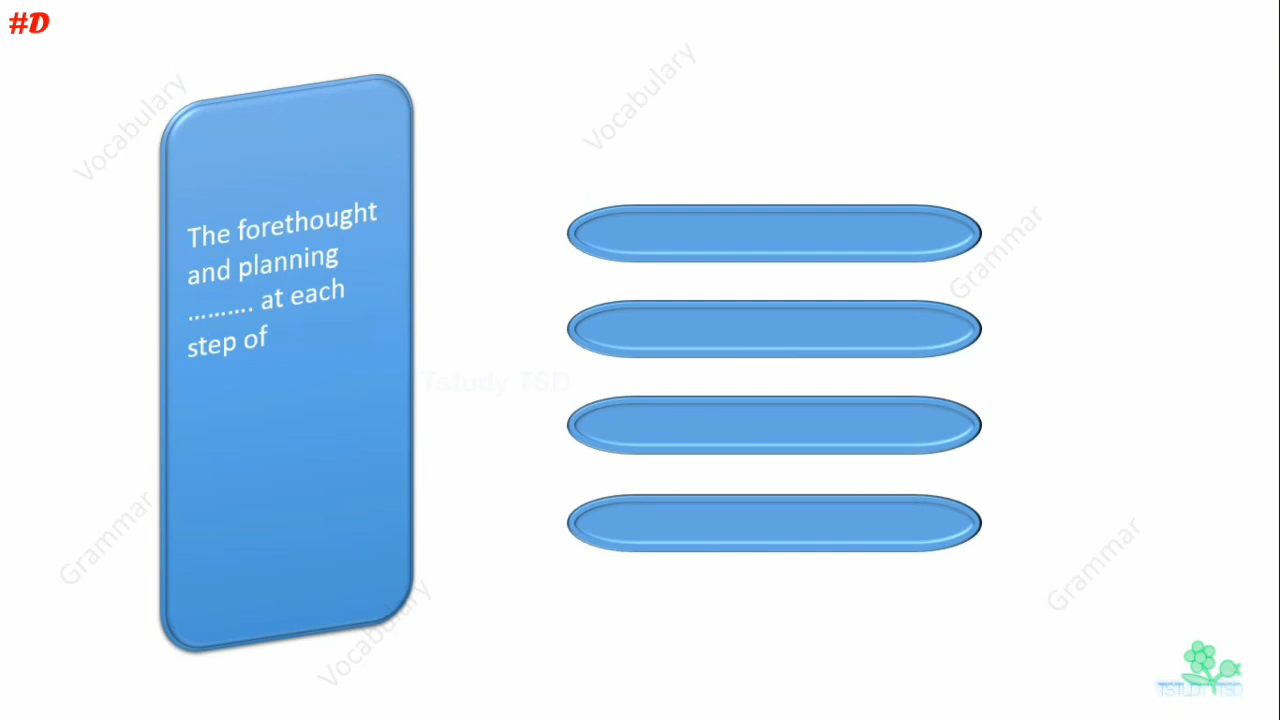 #D
Vocabulary
Vocabulary
The forethought
and planning
.......... at each
step of
Grammar
Tstudy TSD
Grammar
Grammar
Vocabulary
TSTUDY TSD